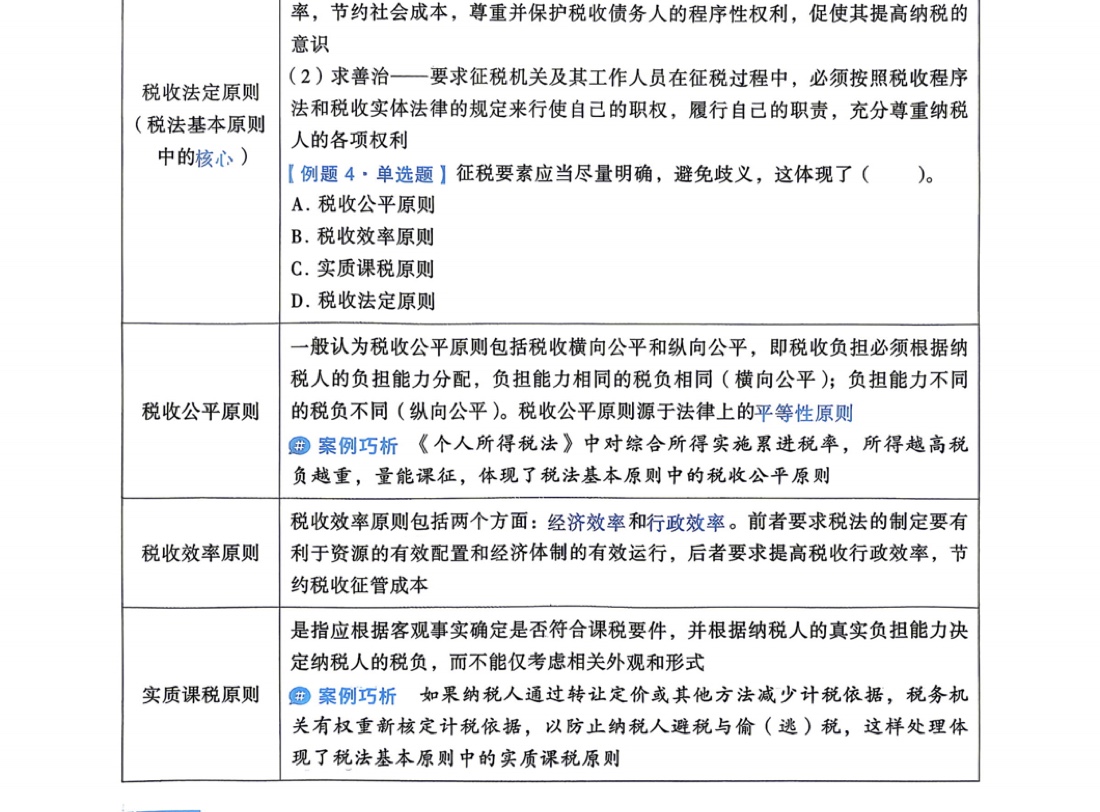 率，节约社会成本，尊重并保护税收债务人的程序性权利，促使其提高纳税的
意识
（2）求善治——要求征税机关及其工作人员在征税过程中，必须按照税收程序
法和税收实体法律的规定来行使自己的职权，履行自己的职责，充分尊重纳税
人的各项权利
税收法定原则
（税法基本原则
中的核心）
【例题 4·单选题】征税要素应当尽量明确，避免歧义，这体现了（　　）。
A. 税收公平原则
B. 税收效率原则
C. 实质课税原则
D. 税收法定原则
税收公平原则
一般认为税收公平原则包括税收横向公平和纵向公平，即税收负担必须根据纳
税人的负担能力分配，负担能力相同的税负相同（横向公平）；负担能力不同
的税负不同（纵向公平）。税收公平原则源于法律上的平等性原则
# 案例巧析 《个人所得税法》中对综合所得实施累进税率，所得越高税
负越重，量能课征，体现了税法基本原则中的税收公平原则
税收效率原则
税收效率原则包括两个方面：经济效率和行政效率。前者要求税法的制定要有
利于资源的有效配置和经济体制的有效运行，后者要求提高税收行政效率，节
约税收征管成本
实质课税原则
是指应根据客观事实确定是否符合课税要件，并根据纳税人的真实负担能力决
定纳税人的税负，而不能仅考虑相关外观和形式
# 案例巧析 如果纳税人通过转让定价或其他方法减少计税依据，税务机
关有权重新核定计税依据，以防止纳税人避税与偷（逃）税，这样处理体
现了税法基本原则中的实质课税原则